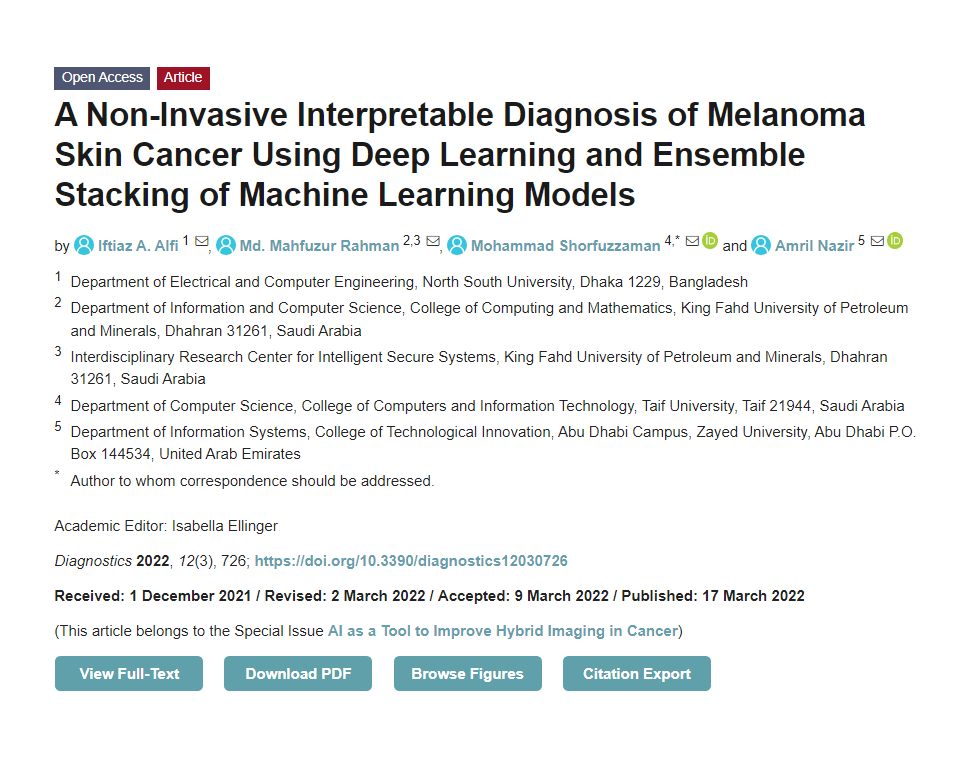 Open Access Article
A Non-Invasive Interpretable Diagnosis of Melanoma
Skin Cancer Using Deep Learning and Ensemble
Stacking of Machine Learning Models
by Iftiaz A. Alfi 1, Md. Mahfuzur Rahman 2,3, Mohammad Shorfuzzaman 4,* iD and Amril Nazir 5 iD
1 Department of Electrical and Computer Engineering, North South University, Dhaka 1229, Bangladesh
2 Department of Information and Computer Science, College of Computing and Mathematics, King Fahd University of Petroleum
and Minerals, Dhahran 31261, Saudi Arabia
3 Interdisciplinary Research Center for Intelligent Secure Systems, King Fahd University of Petroleum and Minerals, Dhahran
31261, Saudi Arabia
4 Department of Computer Science, College of Computers and Information Technology, Taif University, Taif 21944, Saudi Arabia
5 Department of Information Systems, College of Technological Innovation, Abu Dhabi Campus, Zayed University, Abu Dhabi P.O.
Box 144534, United Arab Emirates
* Author to whom correspondence should be addressed.
Academic Editor: Isabella Ellinger
Diagnostics 2022, 12(3), 726; https://doi.org/10.3390/diagnostics12030726
Received: 1 December 2021 / Revised: 2 March 2022 / Accepted: 9 March 2022 / Published: 17 March 2022
(This article belongs to the Special Issue AI as a Tool to Improve Hybrid Imaging in Cancer)
View Full-Text Download PDF Browse Figures Citation Export